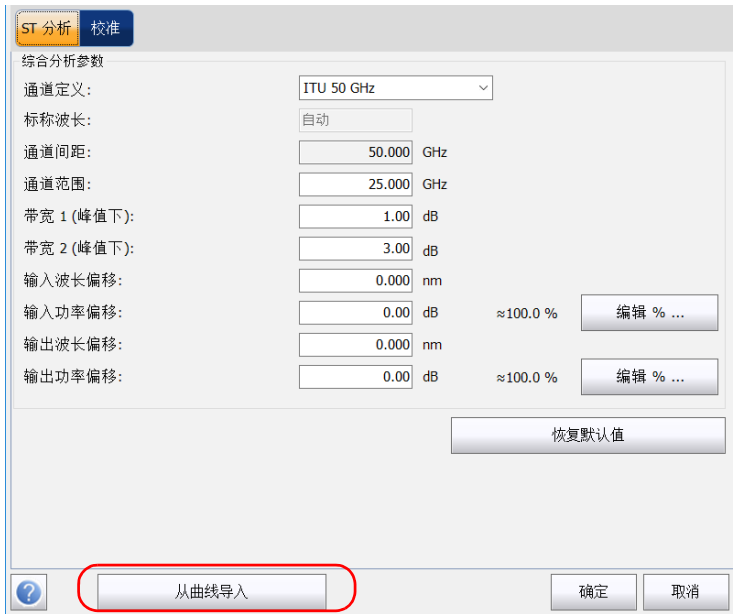 ST 分析 校准
综合分析参数
通道定义: ITU 50 GHz
标称波长: 自动
通道间距: 50.000 GHz
通道范围: 25.000 GHz
带宽 1 (峰值下): 1.00 dB
带宽 2 (峰值下): 3.00 dB
输入波长偏移: 0.000 nm
输入功率偏移: 0.00 dB ≈100.0 % 编辑 % ...
输出波长偏移: 0.000 nm
输出功率偏移: 0.00 dB ≈100.0 % 编辑 % ...
恢复默认值
? 从曲线导入 确定 取消